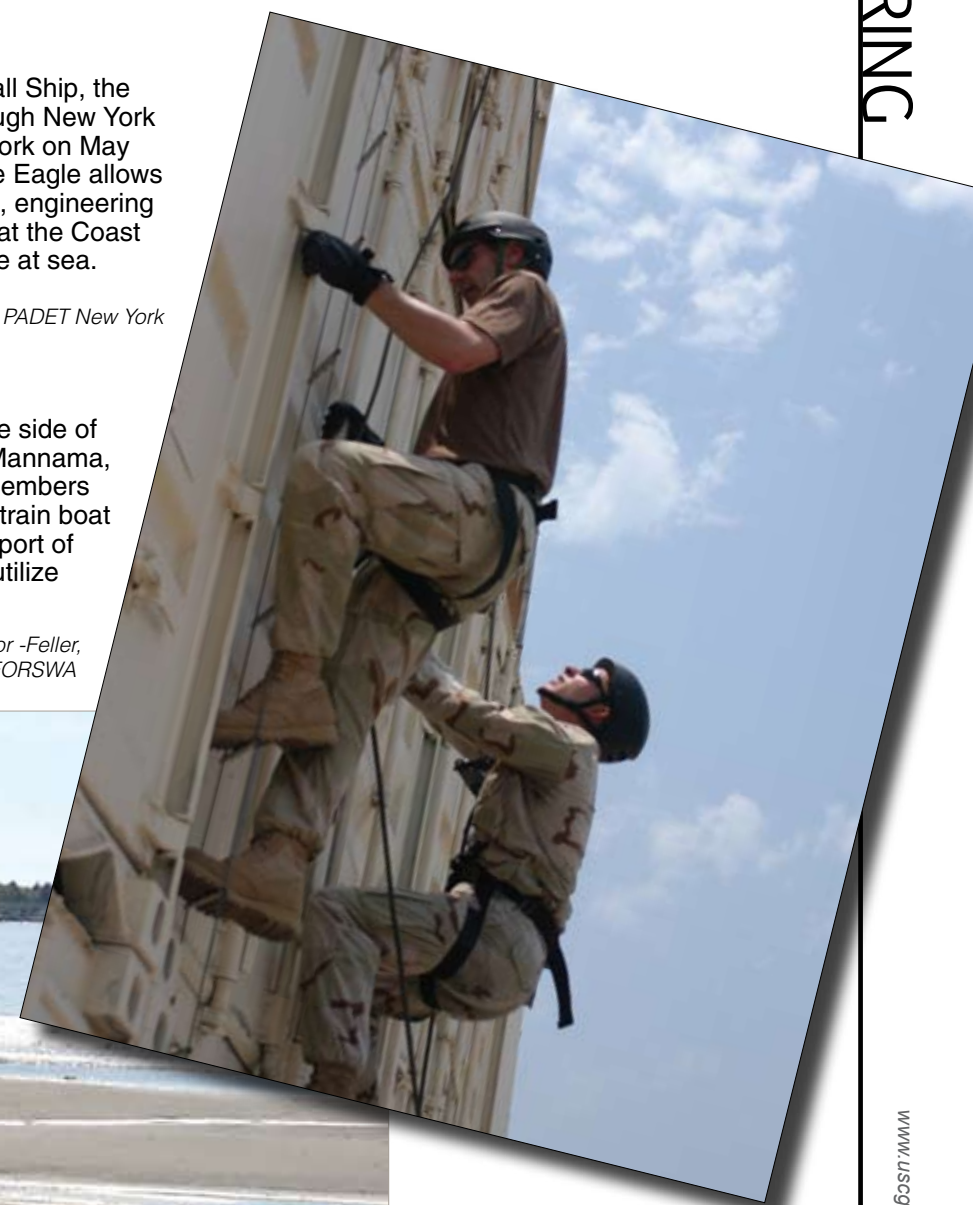 all Ship, the
ugh New York
ork on May
e Eagle allows
, engineering
at the Coast
e at sea.
PADET New York
e side of
Mannama,
embers
train boat
port of
utilize
or -Feller,
FORSWA
RING
www.uscg